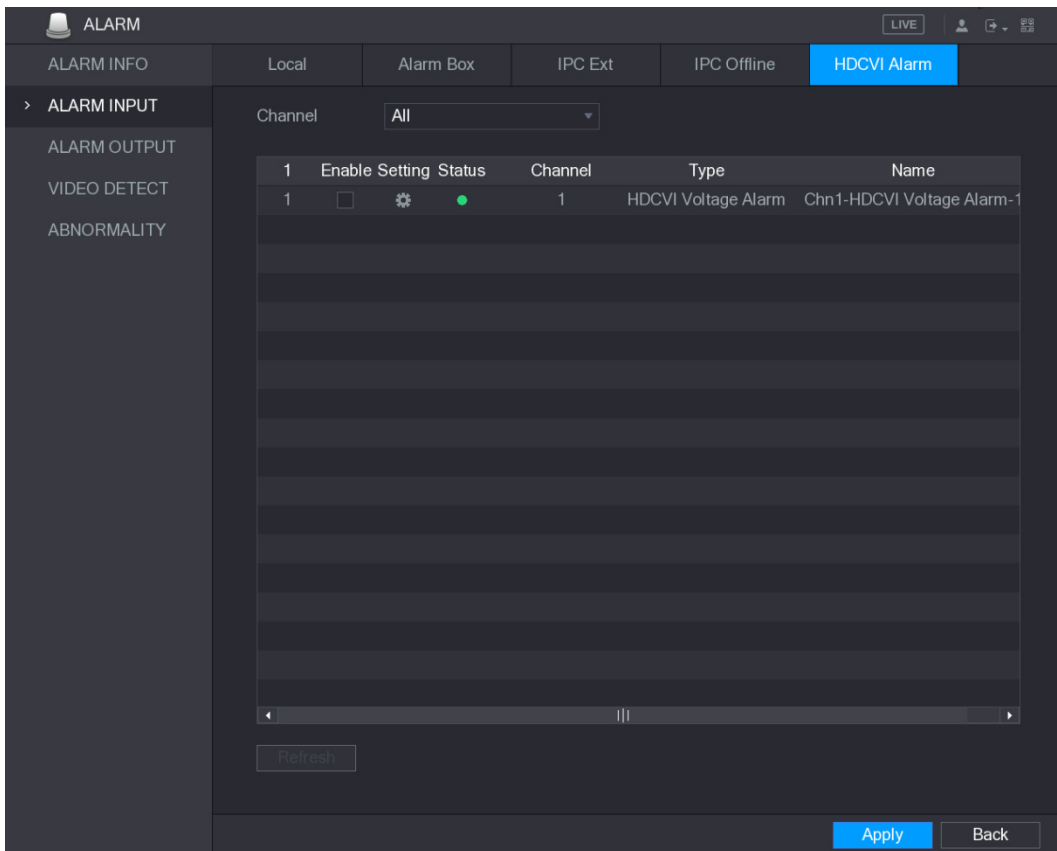 ALARM
LIVE
ALARM INFO
ALARM INPUT
ALARM OUTPUT
VIDEO DETECT
ABNORMALITY
Local Alarm Box IPC Ext IPC Offline HDCVI Alarm
Channel All
1 Enable Setting Status Channel Type Name
1 1 HDCVI Voltage Alarm Chn1-HDCVI Voltage Alarm-1
Refresh
Apply Back